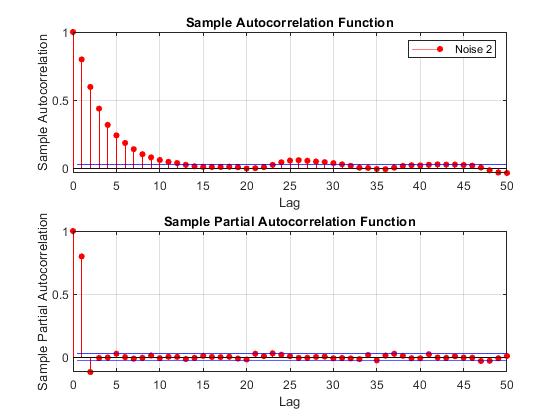 Sample Autocorrelation Function
Sample Autocorrelation
1
0.5
0
Noise 2
0 5 10 15 20 25 30 35 40 45 50
Lag
Sample Partial Autocorrelation Function
Sample Partial Autocorrelation
1
0.5
0
0 5 10 15 20 25 30 35 40 45 50
Lag